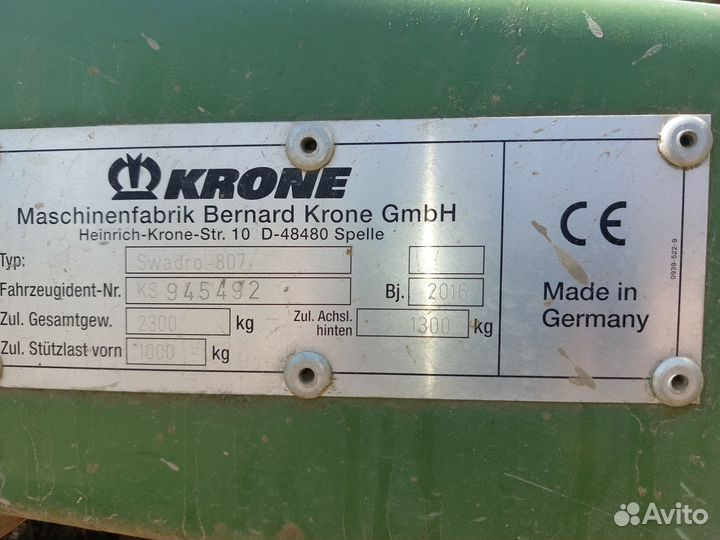 KRONE
Maschinenfabrik Bernard Krone GmbH
Heinrich-Krone-Str. 10 D-48480 Spelle
Typ: Swadro-807
Fahrzeugident-Nr. KS 945492 Bj. 2016
Zul. Gesamtgew. 2300 kg Zul. Achsl. hinten 1300 kg
Zul. Stützlast vorn 1000 kg
CE
Made in
Germany
0939-522-9
Avito